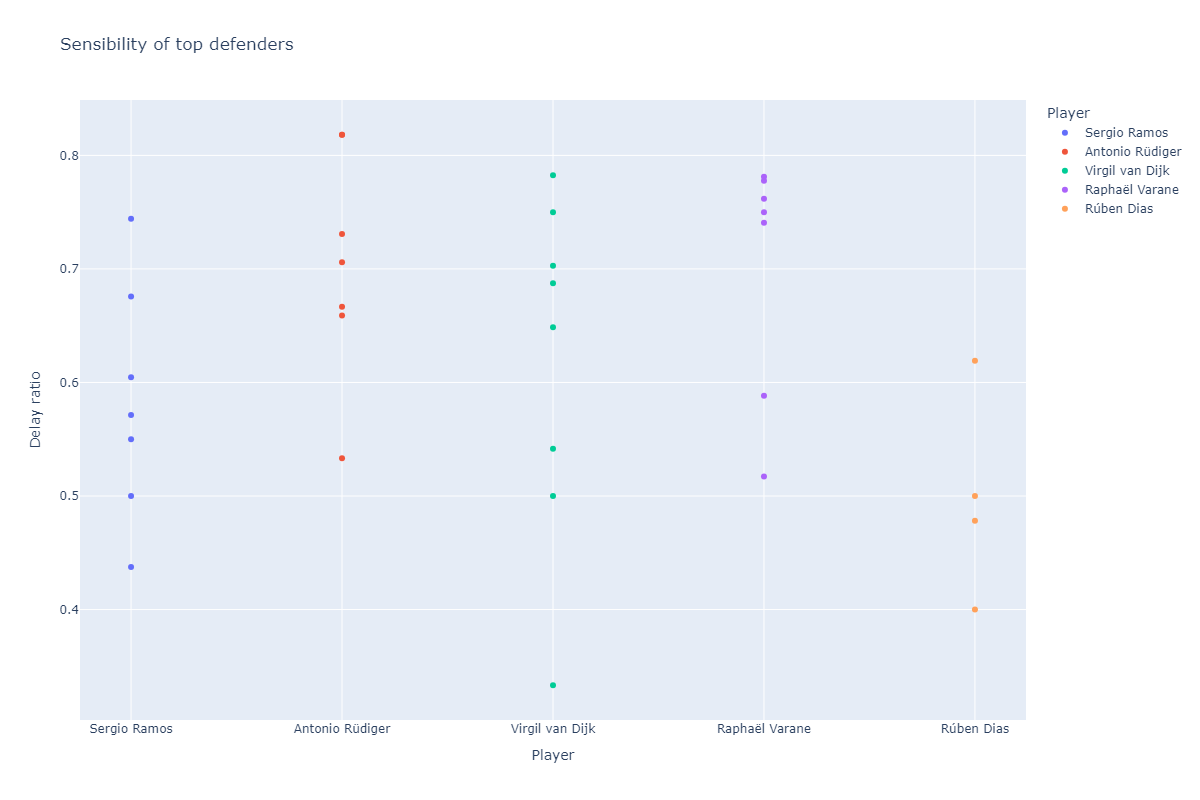 Sensibility of top defenders
Player
Sergio Ramos
Antonio Rüdiger
Virgil van Dijk
Raphaël Varane
Rúben Dias
0.8
0.7
0.6
0.5
0.4
Delay ratio
Sergio Ramos
Antonio Rüdiger
Virgil van Dijk
Raphaël Varane
Rúben Dias
Player